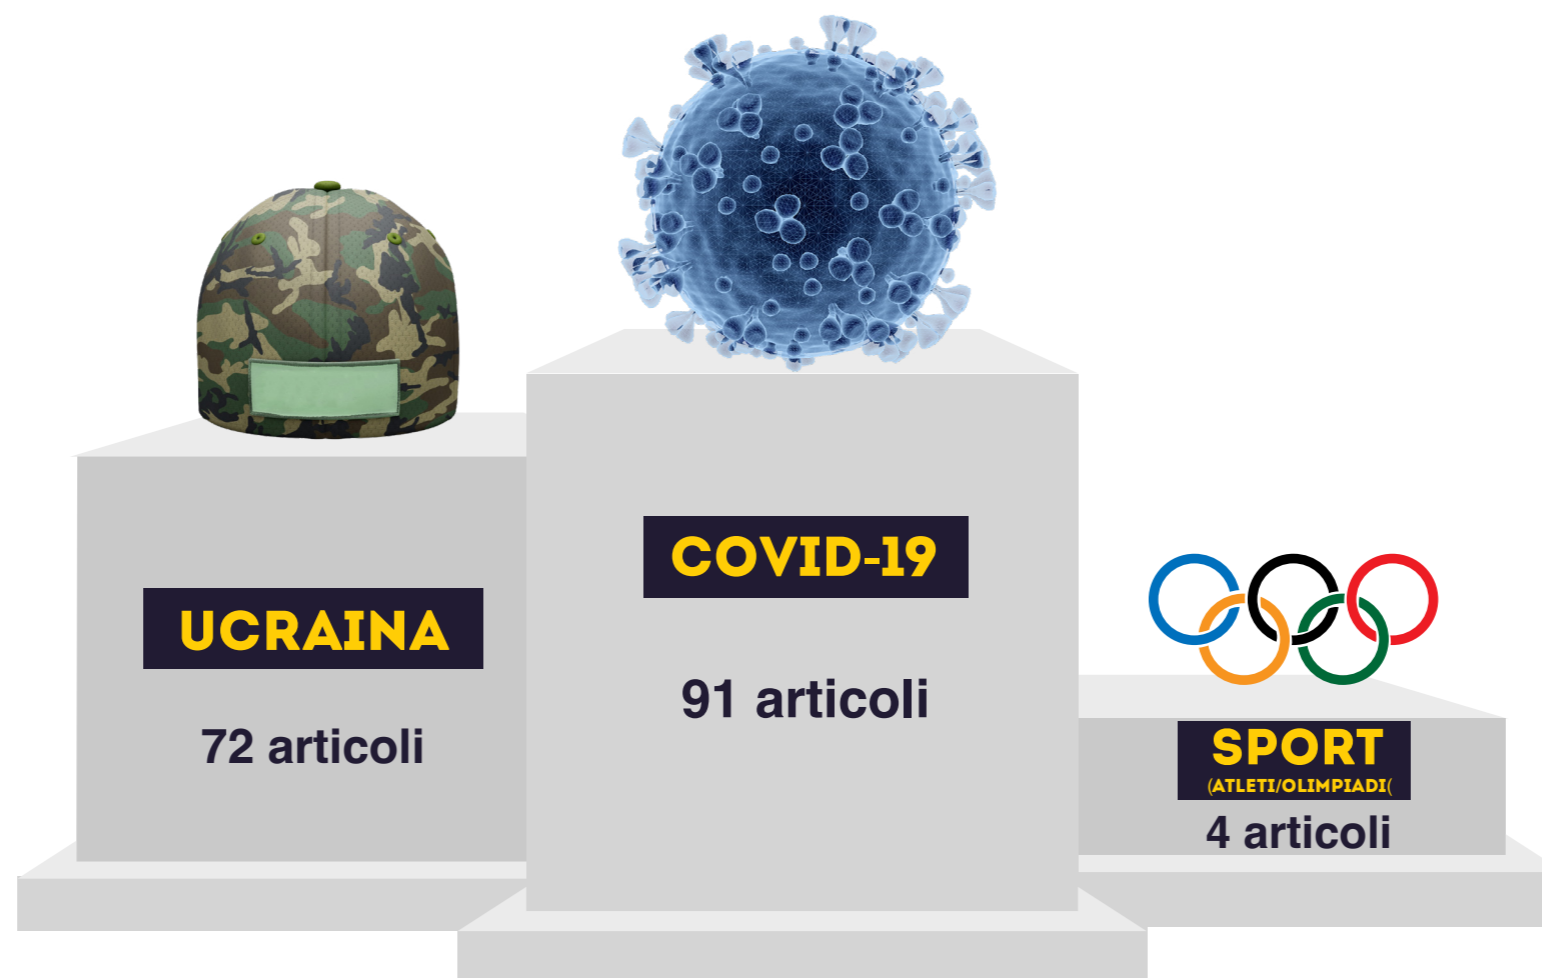 UCRAINA
72 articoli
COVID-19
91 articoli
SPORT
(ATLETI/OLIMPIADI(
4 articoli